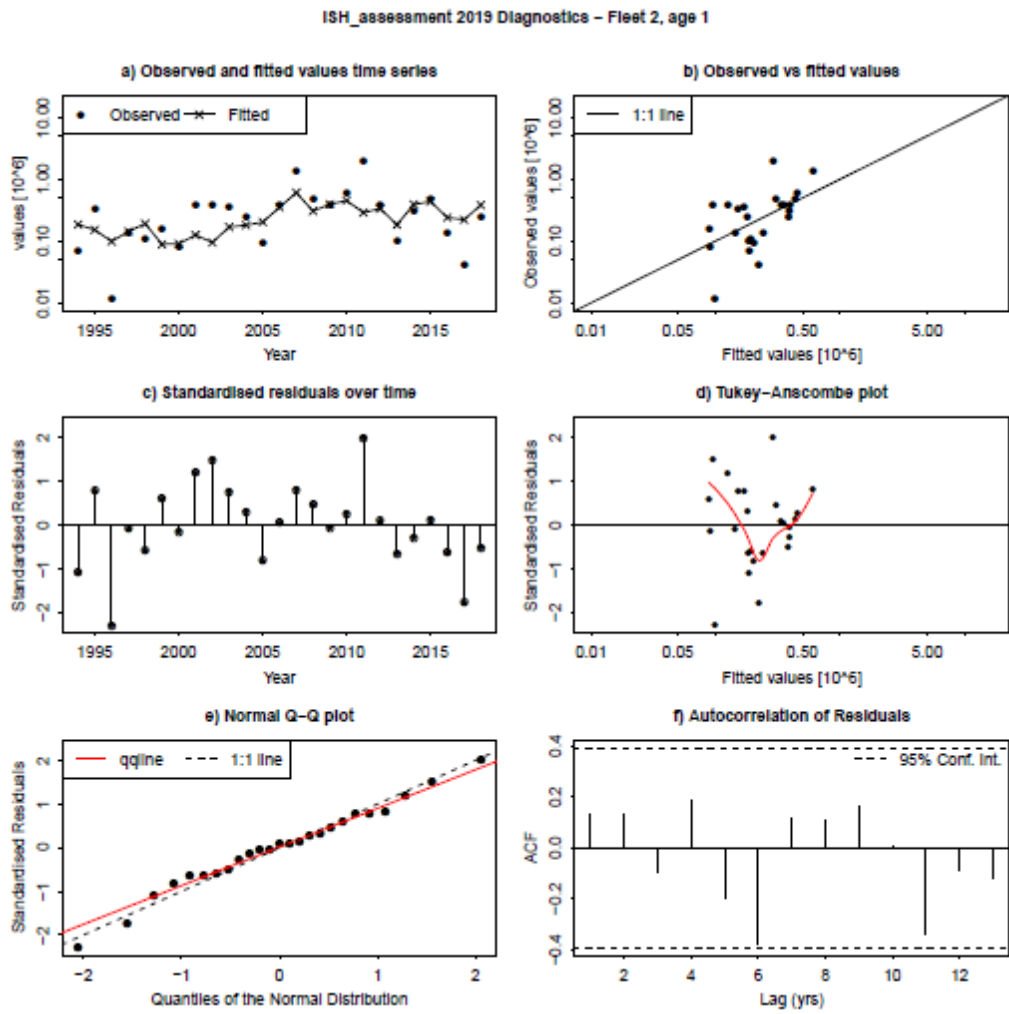 ISH_assessment 2019 Diagnostics – Fleet 2, age 1
a) Observed and fitted values time series
Observed
Fitted
values [10^6]
10.00
1.00
0.10
0.01
1995
2000
2005
2010
2015
Year
b) Observed vs fitted values
1:1 line
Observed values [10^6]
10.00
1.00
0.10
0.01
0.01
0.05
0.50
5.00
Fitted values [10^6]
c) Standardised residuals over time
Standardised Residuals
2
1
0
−1
−2
1995
2000
2005
2010
2015
Year
d) Tukey−Anscombe plot
Standardised Residuals
2
1
0
−1
−2
0.01
0.05
0.50
5.00
Fitted values [10^6]
e) Normal Q−Q plot
qqline
1:1 line
Standardised Residuals
2
1
0
−1
−2
−2
−1
0
1
2
Quantiles of the Normal Distribution
f) Autocorrelation of Residuals
95% Conf. Int.
ACF
0.4
0.2
0.0
−0.2
−0.4
2
4
6
8
10
12
Lag (yrs)